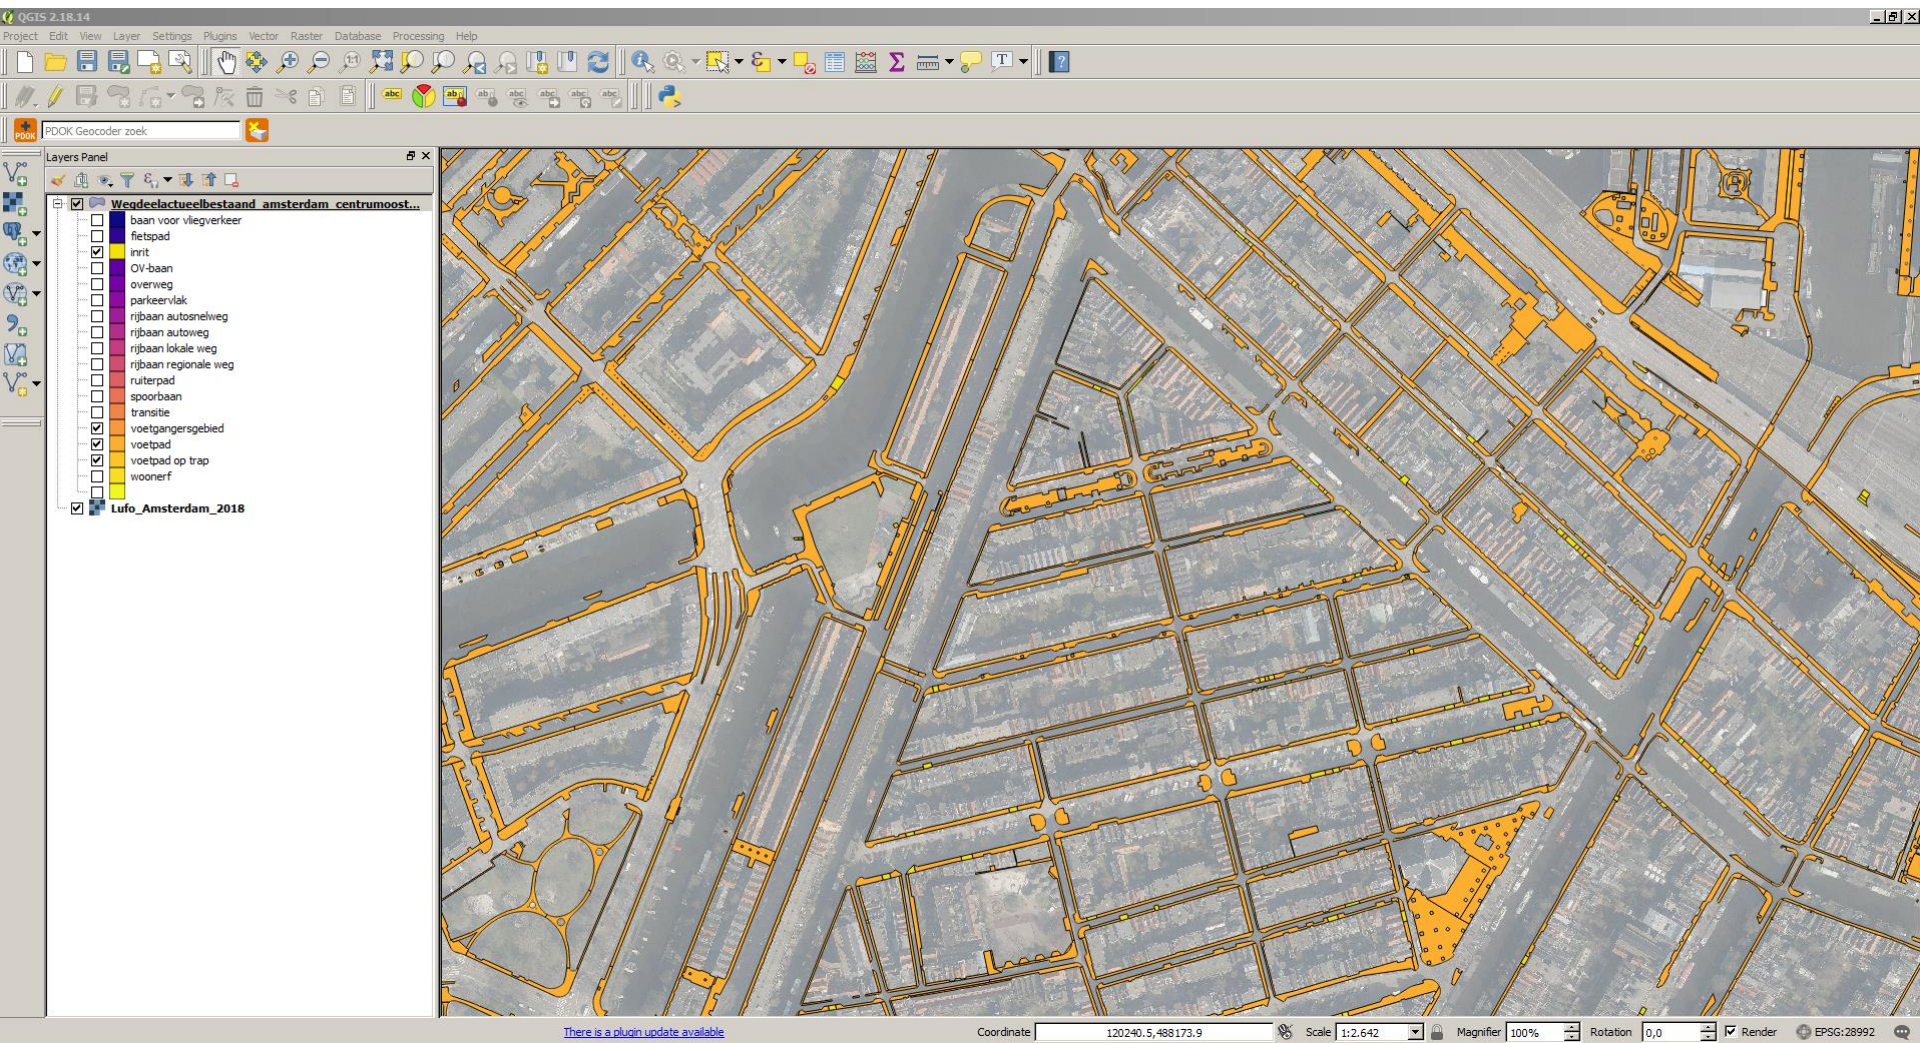 QGIS 2.18.14
Project Edit View Layer Settings Plugins Vector Raster Database Processing Help
PDOK
PDOK Geocoder zoek
Layers Panel
Wegdeelactueelbestaand_amsterdam_centrumoost...
baan voor vliegverkeer
fietspad
inrit
OV-baan
overweg
parkeervlak
rijbaan autosnelweg
rijbaan autoweg
rijbaan lokale weg
rijbaan regionale weg
ruiterpad
spoorbaan
transitie
voetgangersgebied
voetpad
voetpad op trap
woonerf
Lufo_Amsterdam_2018
There is a plugin update available
Coordinate 120240.5,488173.9 Scale 1:2.642 Magnifier 100% Rotation 0,0 Render EPSG:28992